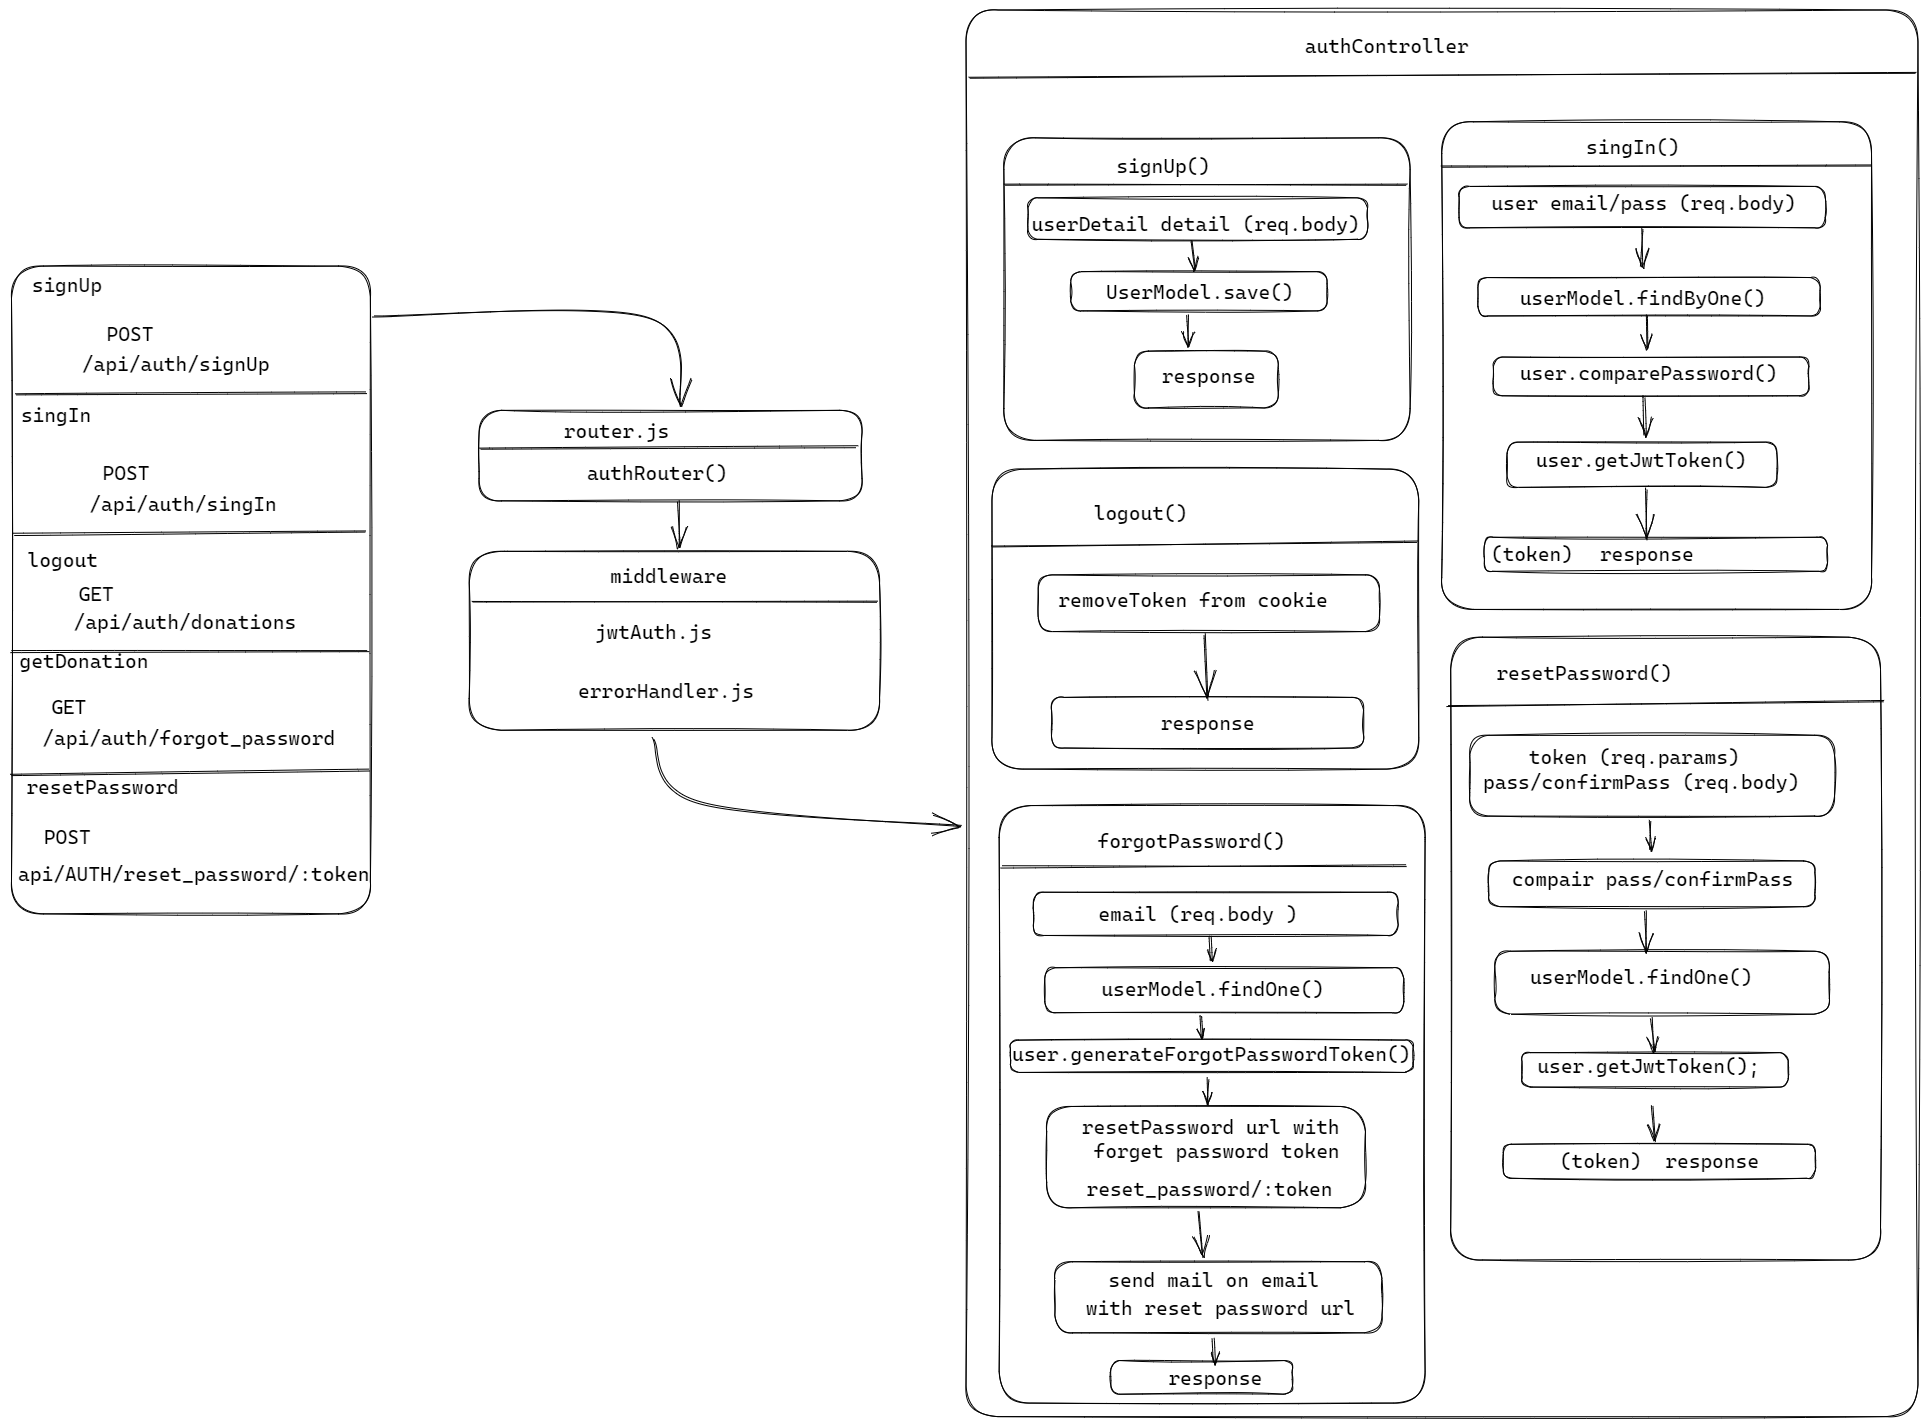 signUp
POST
/api/auth/signUp
singIn
POST
/api/auth/singIn
logout
GET
/api/auth/donations
getDonation
GET
/api/auth/forgot_password
resetPassword
POST
api/AUTH/reset_password/:token
router.js
authRouter()
middleware
jwtAuth.js
errorHandler.js
authController
signUp()
userDetail detail (req.body)
UserModel.save()
response
singIn()
user email/pass (req.body)
userModel.findByOne()
user.comparePassword()
user.getJwtToken()
(token) response
logout()
removeToken from cookie
response
resetPassword()
token (req.params)
pass/confirmPass (req.body)
compair pass/confirmPass
userModel.findOne()
user.getJwtToken();
(token) response
forgotPassword()
email (req.body )
userModel.findOne()
user.generateForgotPasswordToken()
resetPassword url with
forget password token
reset_password/:token
send mail on email
with reset password url
response